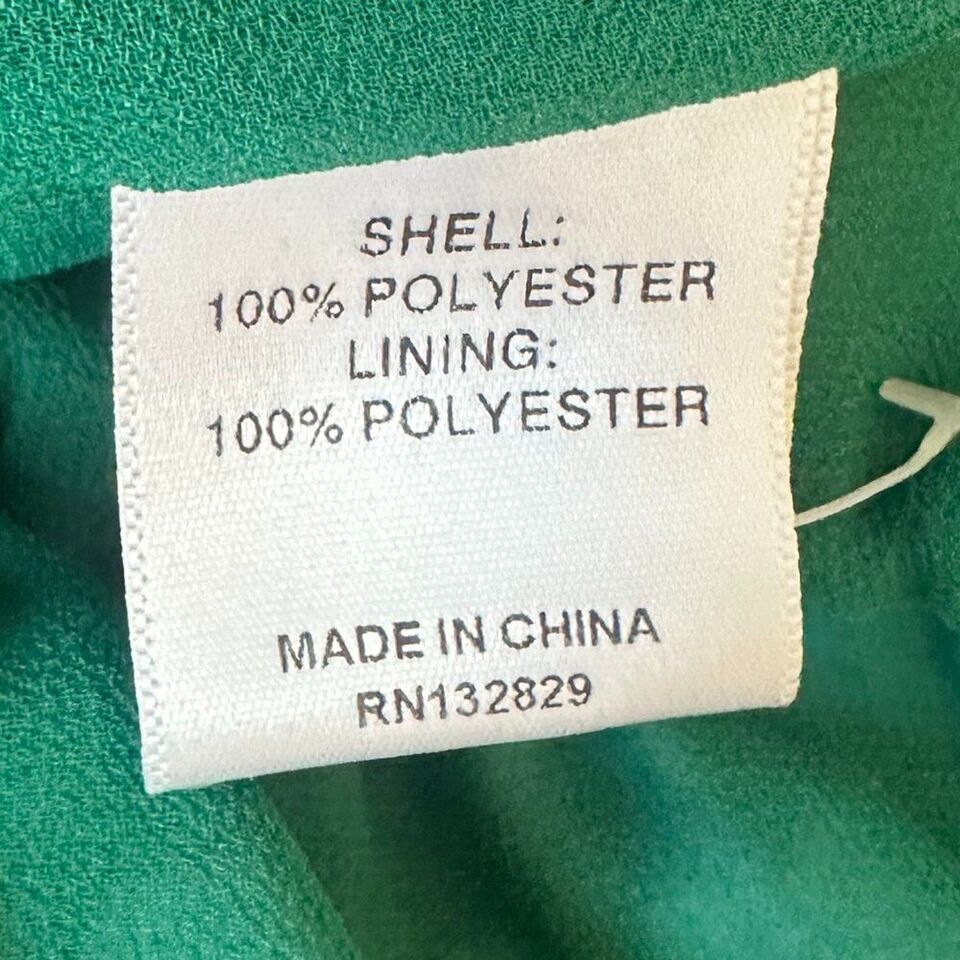 SHELL:
100% POLYESTER
LINING:
100% POLYESTER
MADE IN CHINA
RN132829